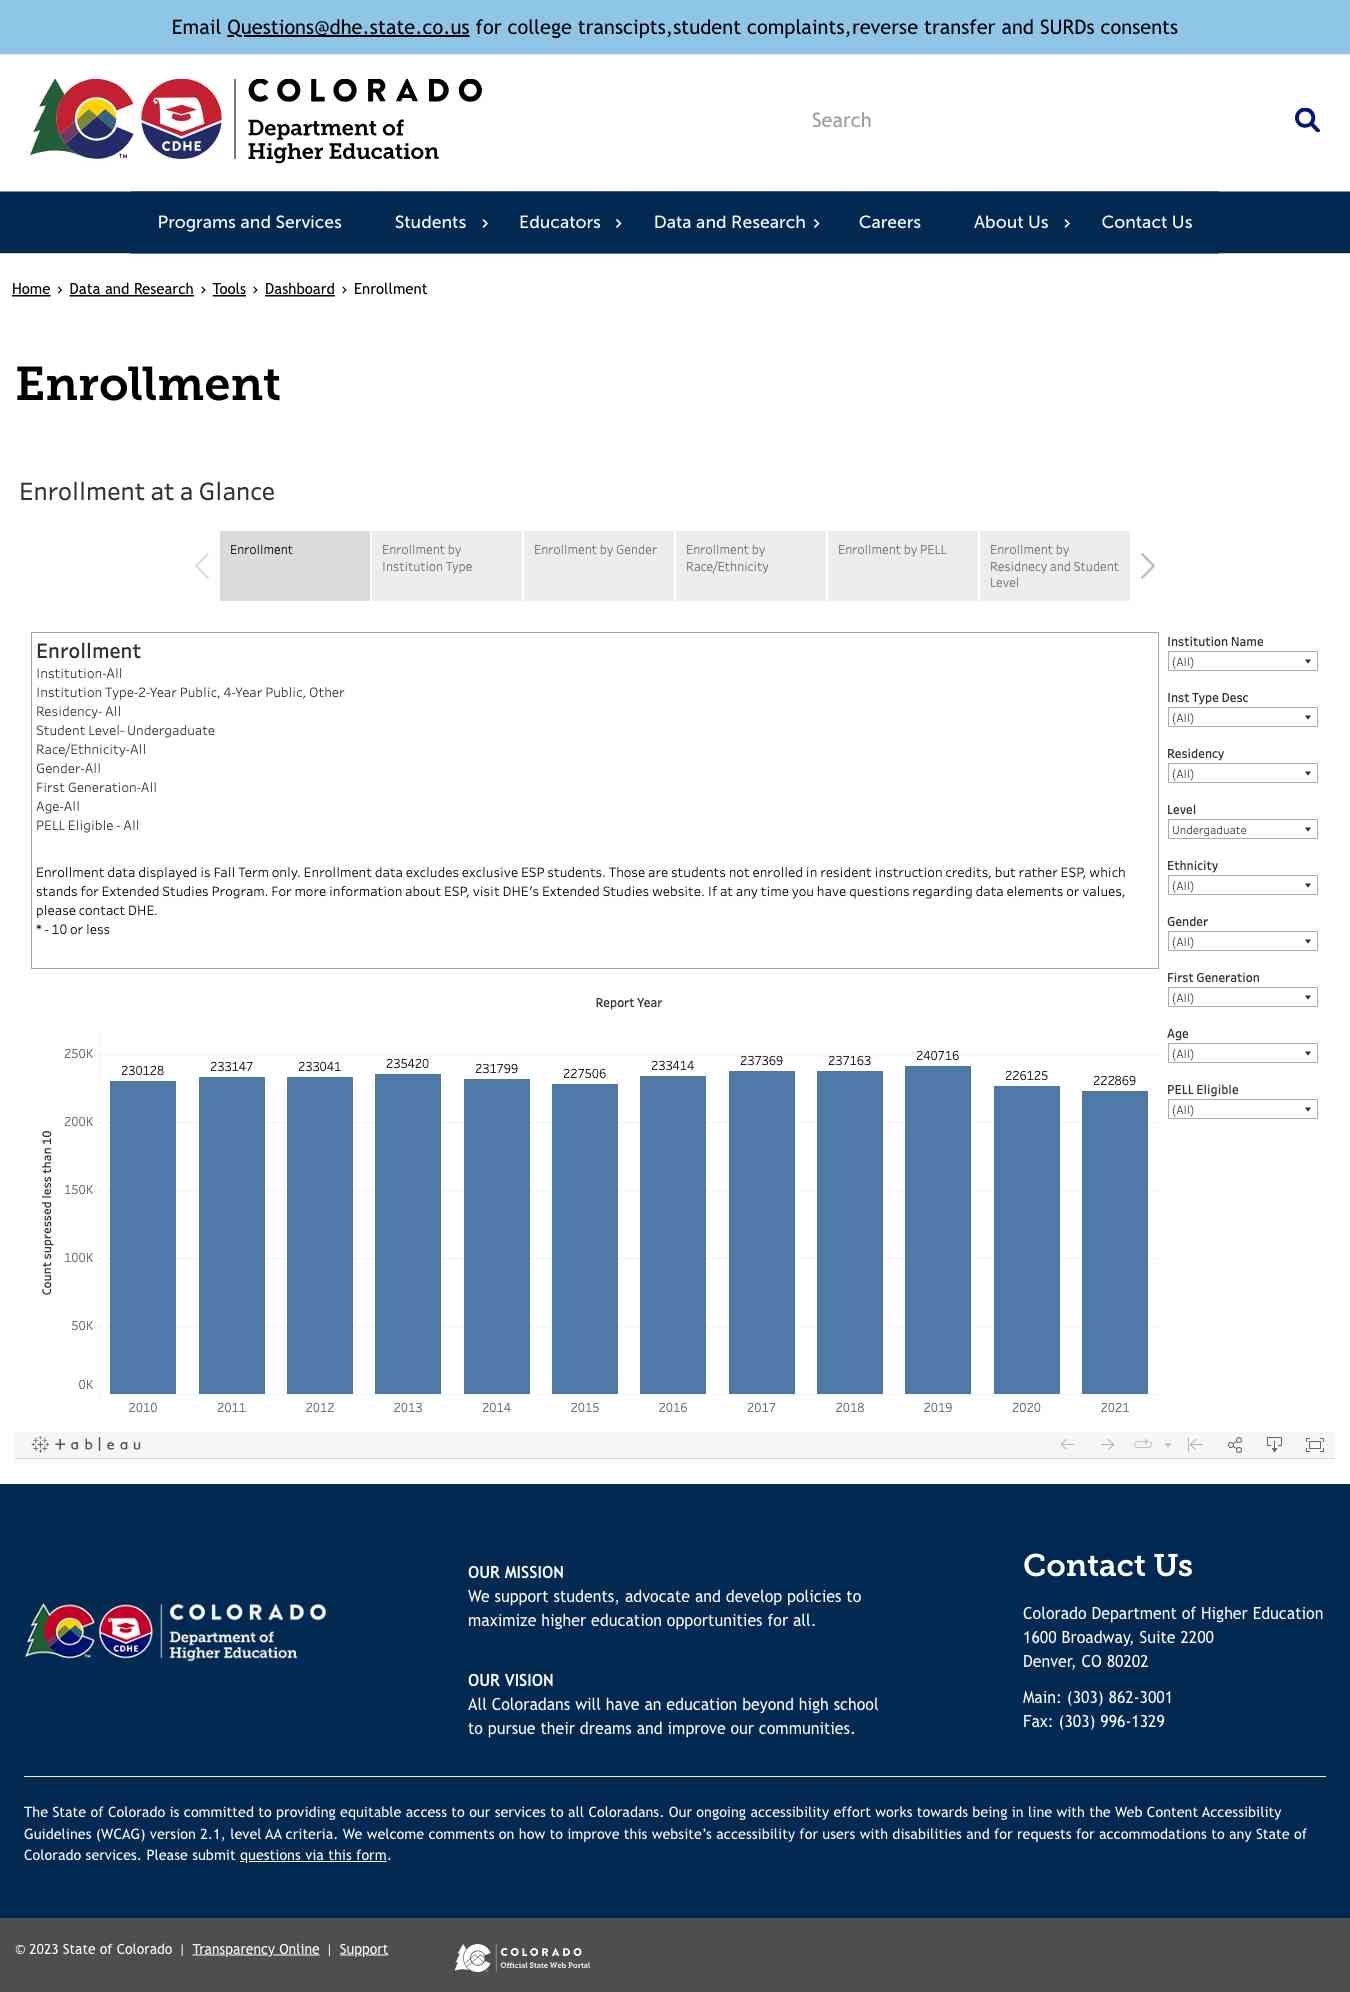 Email Questions@dhe.state.co.us for college transcipts,student complaints,reverse transfer and SURDs consents
COLORADO
Department of
Higher Education
CDHE
TM
Search
Programs and Services
Students
Educators
Data and Research
Careers
About Us
Contact Us
Home › Data and Research › Tools › Dashboard › Enrollment
Enrollment
Enrollment at a Glance
Enrollment
Enrollment by
Institution Type
Enrollment by Gender
Enrollment by
Race/Ethnicity
Enrollment by PELL
Enrollment by
Residnecy and Student
Level
Enrollment
Institution-All
Institution Type-2-Year Public, 4-Year Public, Other
Residency- All
Student Level- Undergaduate
Race/Ethnicity-All
Gender-All
First Generation-All
Age-All
PELL Eligible - All
Enrollment data displayed is Fall Term only. Enrollment data excludes exclusive ESP students. Those are students not enrolled in resident instruction credits, but rather ESP, which
stands for Extended Studies Program. For more information about ESP, visit DHE's Extended Studies website. If at any time you have questions regarding data elements or values,
please contact DHE.
* - 10 or less
Institution Name
(All)
Inst Type Desc
(All)
Residency
(All)
Level
Undergaduate
Ethnicity
(All)
Gender
(All)
First Generation
(All)
Age
(All)
PELL Eligible
(All)
Report Year
Count supressed less than 10
250K
200K
150K
100K
50K
0K
230128
233147
233041
235420
231799
227506
233414
237369
237163
240716
226125
222869
2010
2011
2012
2013
2014
2015
2016
2017
2018
2019
2020
2021
+ableau
COLORADO
Department of
Higher Education
CDHE
TM
OUR MISSION
We support students, advocate and develop policies to
maximize higher education opportunities for all.
OUR VISION
All Coloradans will have an education beyond high school
to pursue their dreams and improve our communities.
Contact Us
Colorado Department of Higher Education
1600 Broadway, Suite 2200
Denver, CO 80202
Main: (303) 862-3001
Fax: (303) 996-1329
The State of Colorado is committed to providing equitable access to our services to all Coloradans. Our ongoing accessibility effort works towards being in line with the Web Content Accessibility
Guidelines (WCAG) version 2.1, level AA criteria. We welcome comments on how to improve this website's accessibility for users with disabilities and for requests for accommodations to any State of
Colorado services. Please submit questions via this form.
© 2023 State of Colorado | Transparency Online | Support
COLORADO
Official State Web Portal